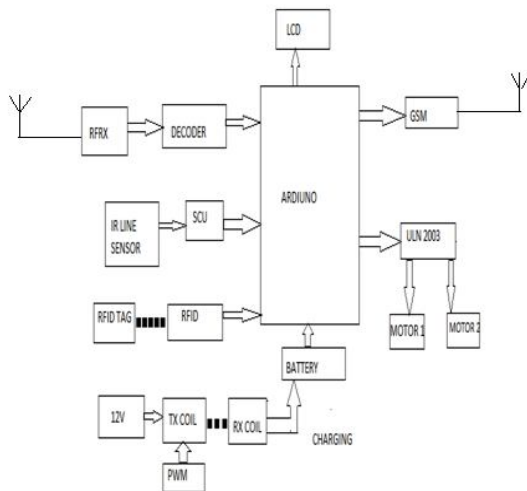 LCD
RFRX
DECODER
GSM
ARDIUNO
IR LINE
SENSOR
SCU
ULN 2003
RFID TAG
RFID
MOTOR 1
MOTOR 2
BATTERY
12V
TX COIL
RX COIL
CHARGING
PWM